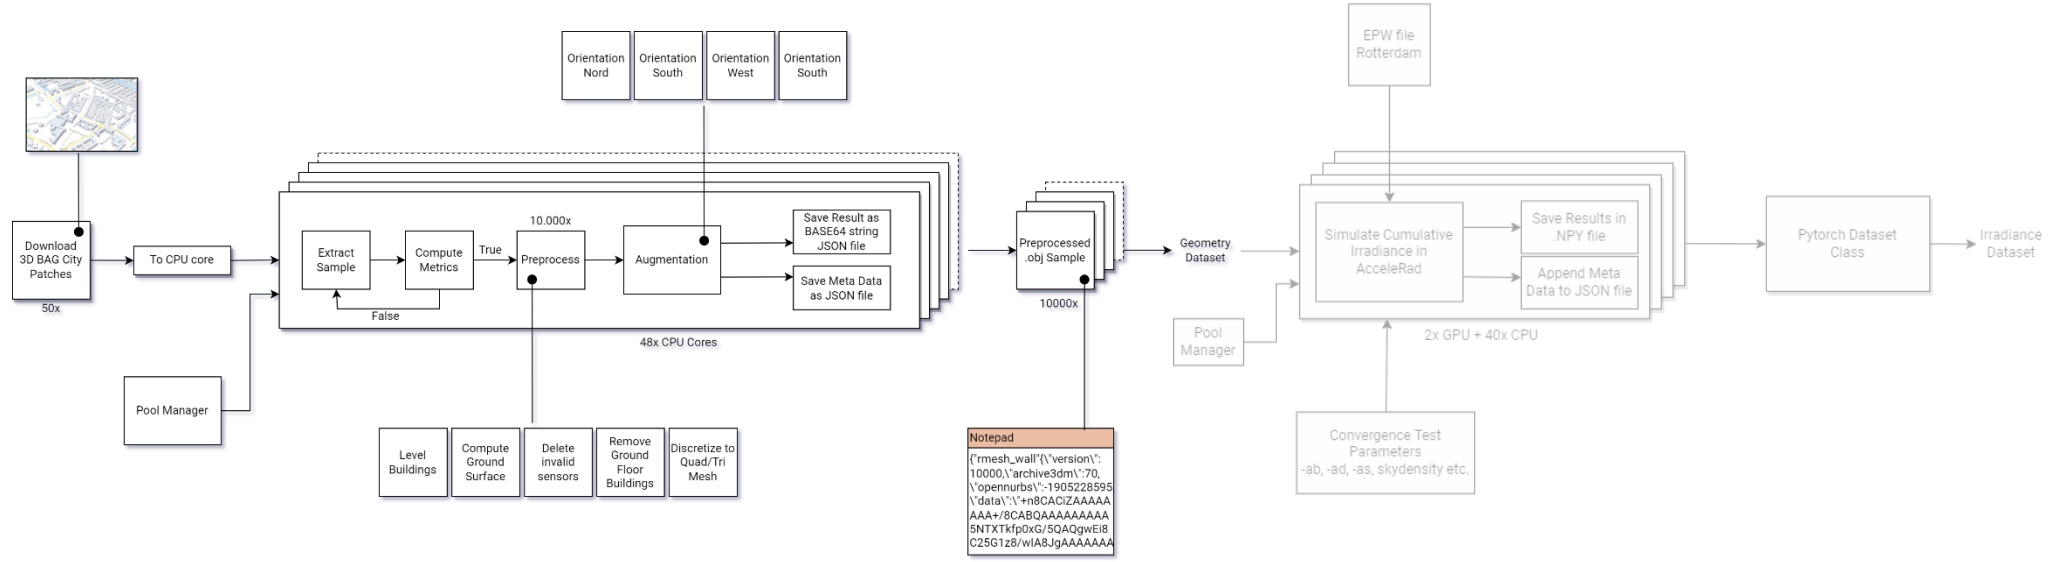 Orientation
Nord
Orientation
South
Orientation
West
Orientation
South
EPW file
Rotterdam
Download
3D BAG City
Patches
50x
To CPU core
Pool Manager
Extract
Sample
Compute
Metrics
True
False
10.000x
Preprocess
Augmentation
Save Result as
BASE64 string
JSON file
Save Meta Data
as JSON file
48x CPU Cores
Level
Buildings
Compute
Ground
Surface
Delete
invalid
sensors
Remove
Ground
Floor
Buildings
Discretize to
Quad/Tri
Mesh
Preprocessed
.obj Sample
10000x
Notepad
{"rmesh_wall"{\"version\":
10000,\"archive3dm\":70,
\"opennurbs\":-1905228595
\"data\":\"+n8CACiZAAAAA
AAA+/8CABQAAAAAAAAA
5NTXTkfp0xG/5QAQgwEi8
C25G1z8/wIA8JgAAAAAAA
Geometry
Dataset
Pool
Manager
Simulate Cumulative
Irradiance in
AcceleRad
Save Results in
.NPY file
Append Meta
Data to JSON file
2x GPU + 40x CPU
Convergence Test
Parameters
-ab, -ad, -as, skydensity etc.
Pytorch Dataset
Class
Irradiance
Dataset